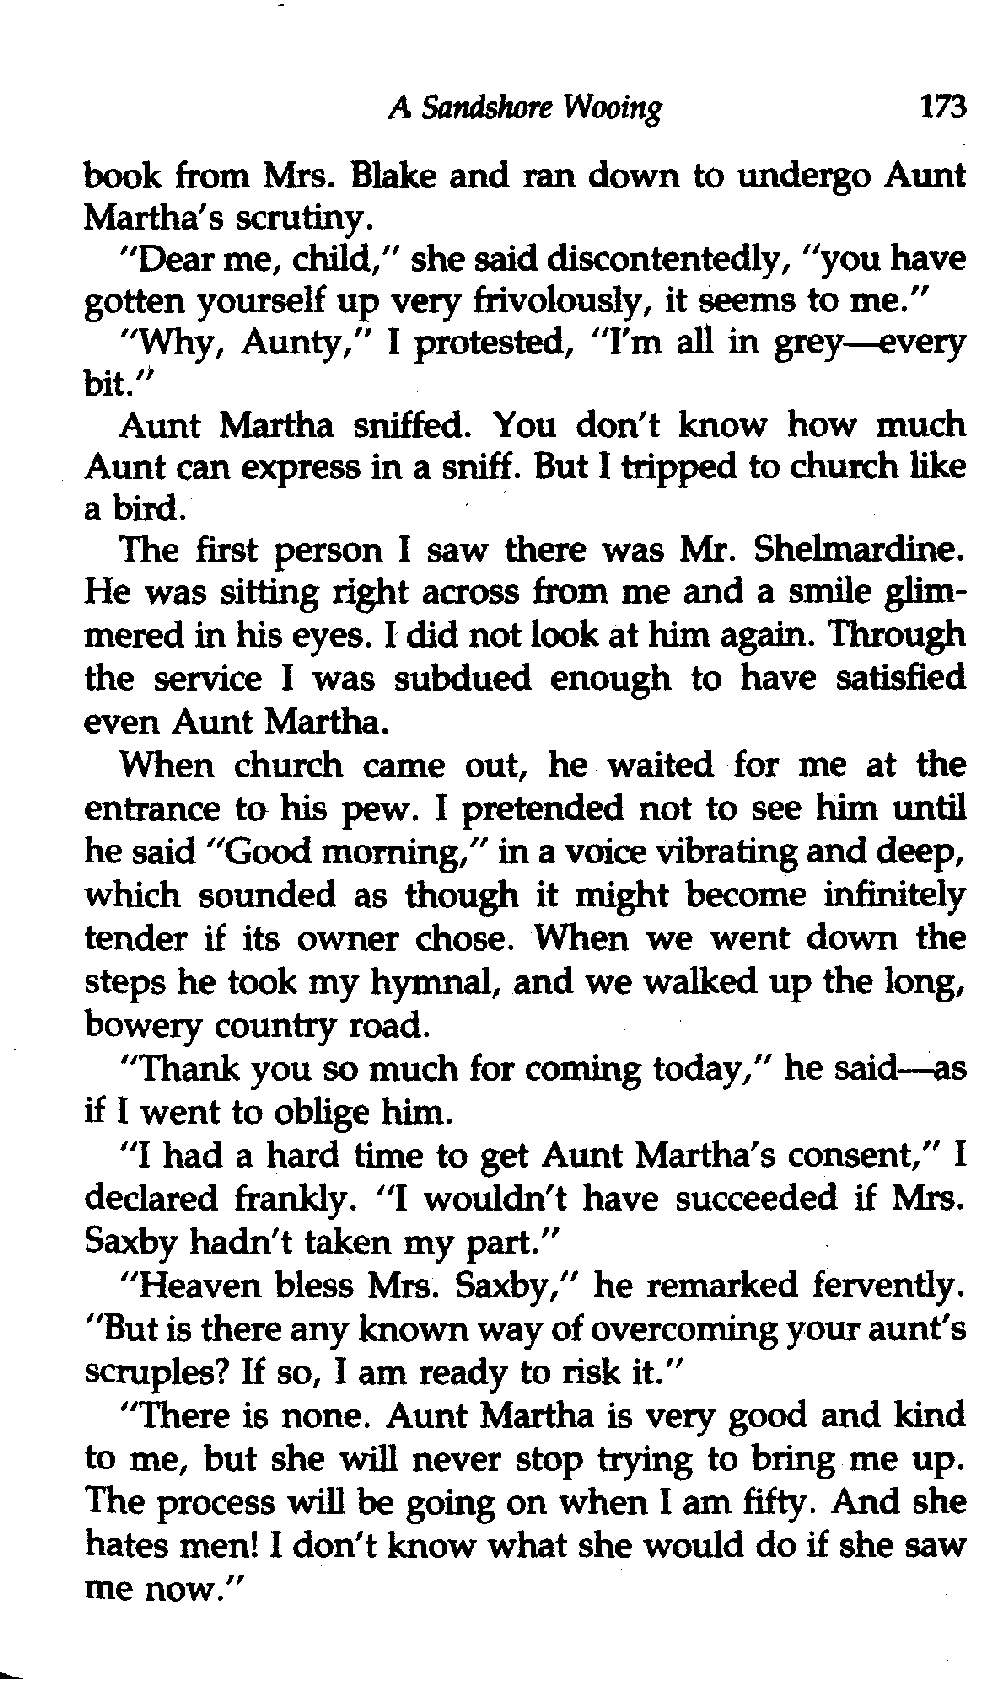 A Sandshore Wooing 173
book from Mrs. Blake and ran down to undergo Aunt
Martha's scrutiny.
"Dear me, child," she said discontentedly, "you have
gotten yourself up very frivolously, it seems to me."
"Why, Aunty," I protested, "I'm all in grey—every
bit."
Aunt Martha sniffed. You don't know how much
Aunt can express in a sniff. But I tripped to church like
a bird.
The first person I saw there was Mr. Shelmardine.
He was sitting right across from me and a smile glim-
mered in his eyes. I did not look at him again. Through
the service I was subdued enough to have satisfied
even Aunt Martha.
When church came out, he waited for me at the
entrance to his pew. I pretended not to see him until
he said "Good morning," in a voice vibrating and deep,
which sounded as though it might become infinitely
tender if its owner chose. When we went down the
steps he took my hymnal, and we walked up the long,
bowery country road.
"Thank you so much for coming today," he said—as
if I went to oblige him.
"I had a hard time to get Aunt Martha's consent," I
declared frankly. "I wouldn't have succeeded if Mrs.
Saxby hadn't taken my part."
"Heaven bless Mrs. Saxby," he remarked fervently.
"But is there any known way of overcoming your aunt's
scruples? If so, I am ready to risk it."
"There is none. Aunt Martha is very good and kind
to me, but she will never stop trying to bring me up.
The process will be going on when I am fifty. And she
hates men! I don't know what she would do if she saw
me now."